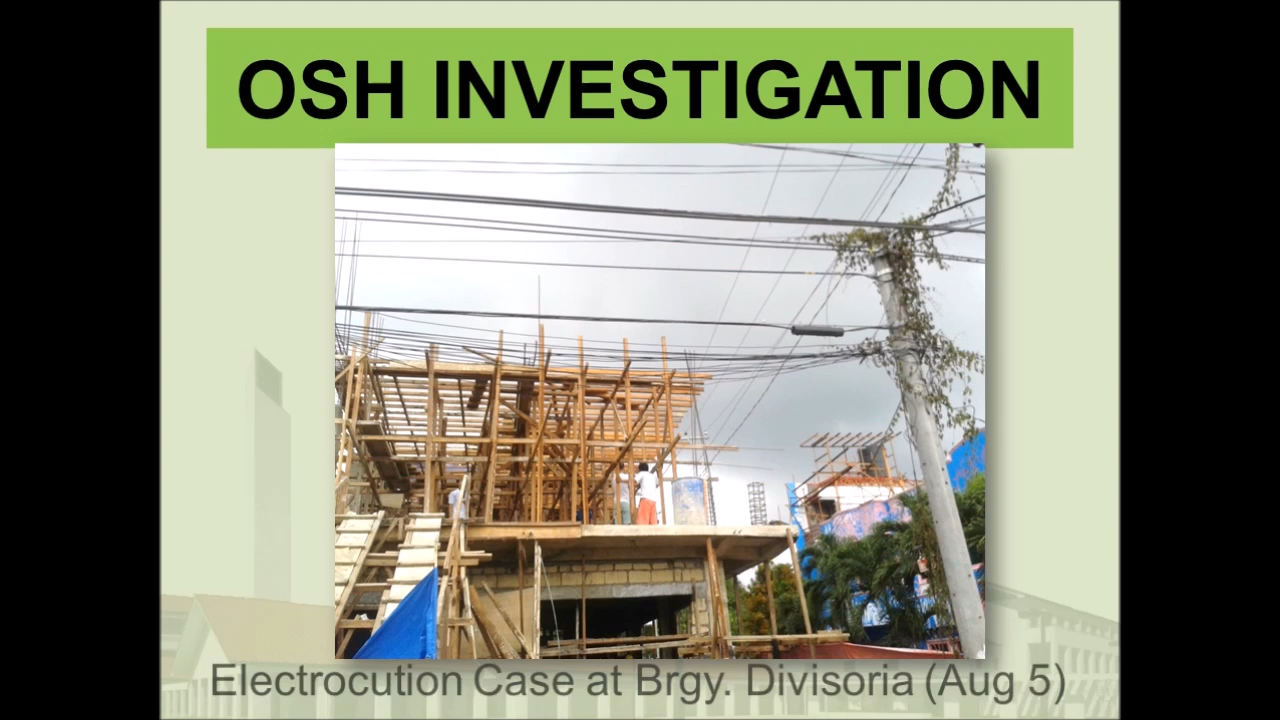 OSH INVESTIGATION
Electrocution Case at Brgy. Divisoria (Aug 5)